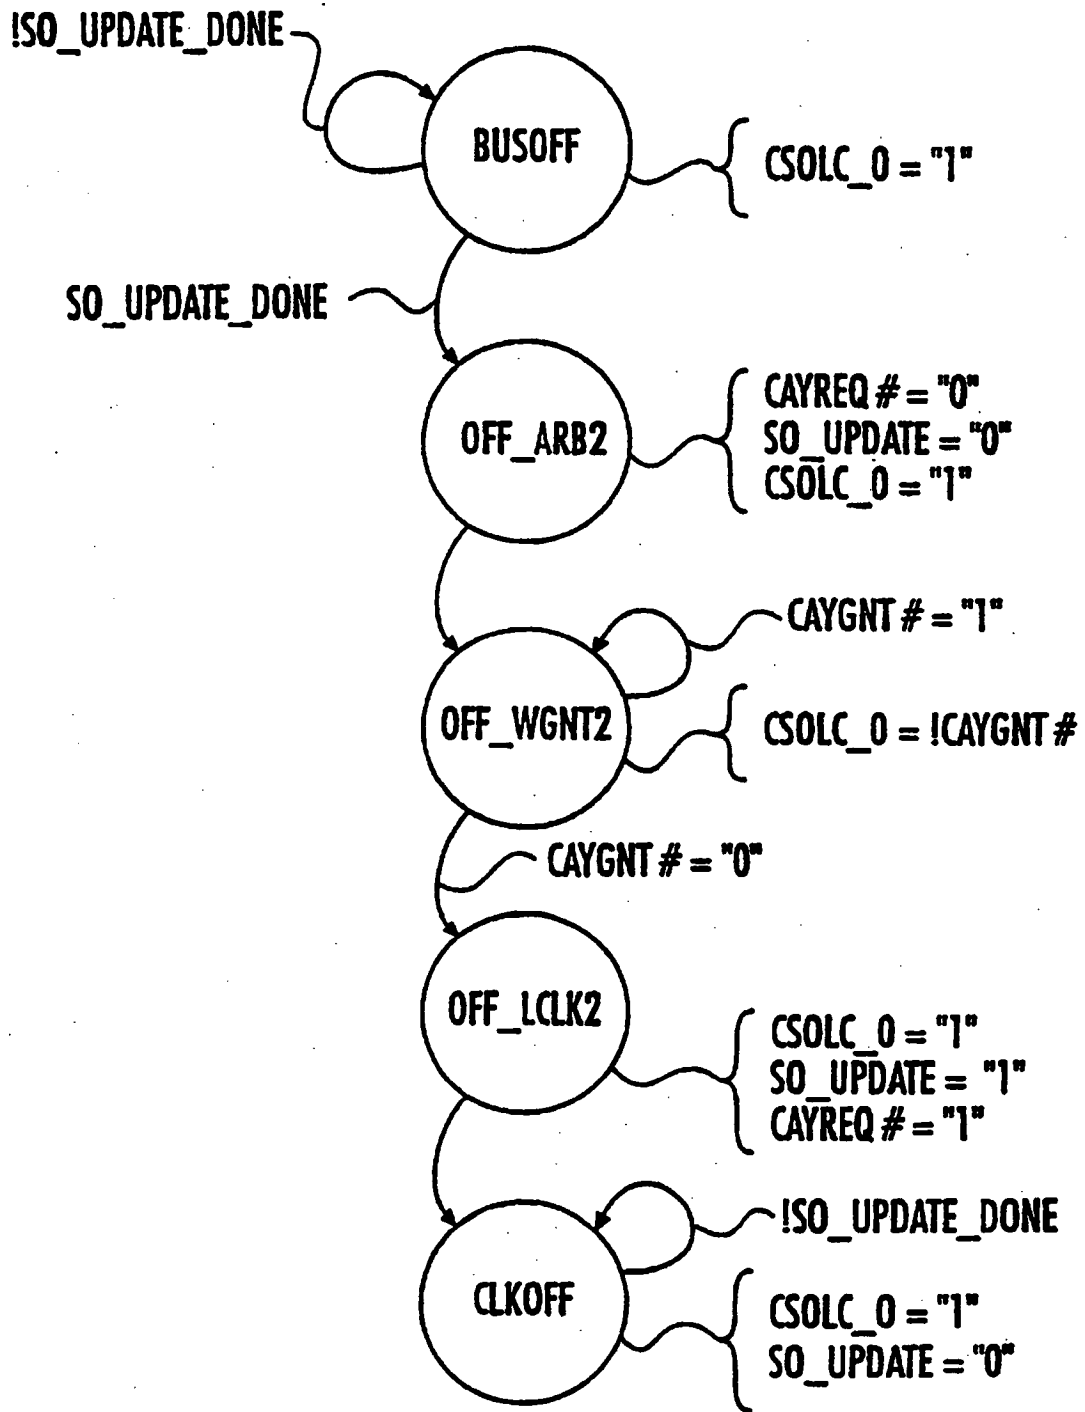 !SO_UPDATE_DONE
BUSOFF
CSOLC_0 = "1"
SO_UPDATE_DONE
OFF_ARB2
CAYREQ # = "0"
SO_UPDATE = "0"
CSOLC_0 = "1"
CAYGNT # = "1"
OFF_WGNT2
CSOLC_0 = !CAYGNT #
CAYGNT # = "0"
OFF_LCLK2
CSOLC_0 = "1"
SO_UPDATE = "1"
CAYREQ # = "1"
!SO_UPDATE_DONE
CLKOFF
CSOLC_0 = "1"
SO_UPDATE = "0"